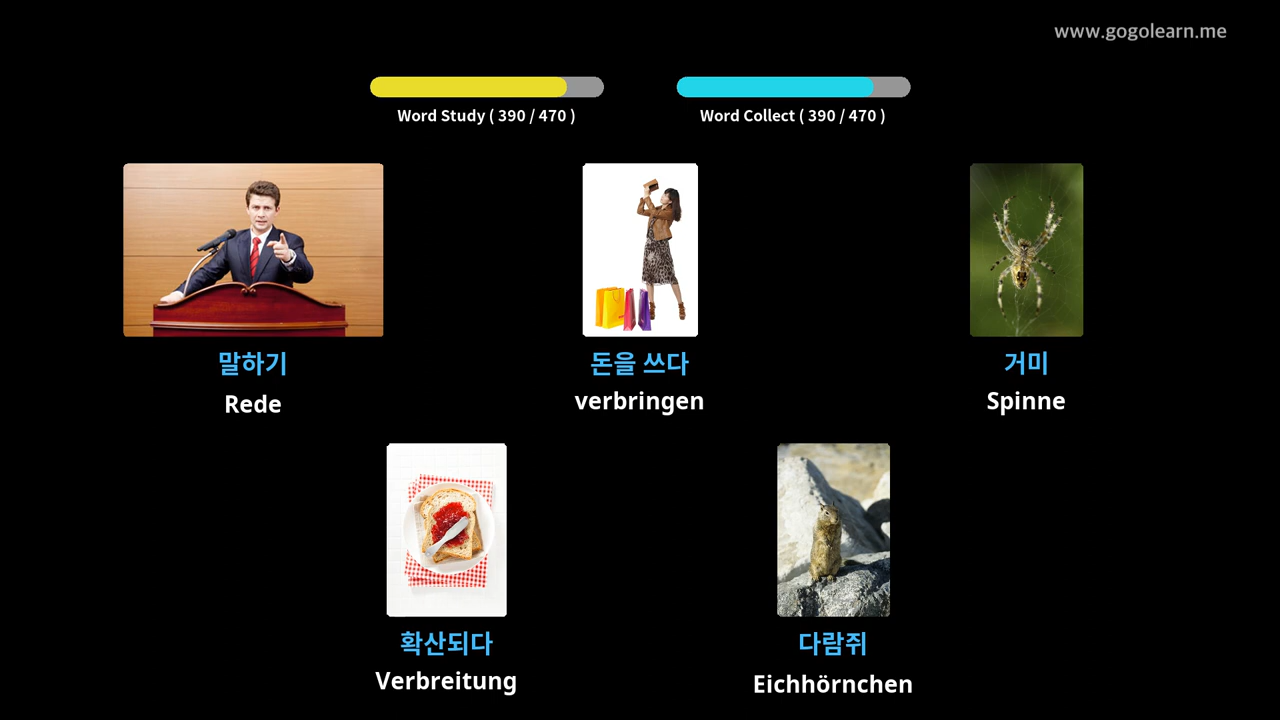 www.gogolearn.me
Word Study ( 390 / 470 )
Word Collect ( 390 / 470 )
말하기
Rede
돈을 쓰다
verbringen
거미
Spinne
확산되다
Verbreitung
다람쥐
Eichhörnchen